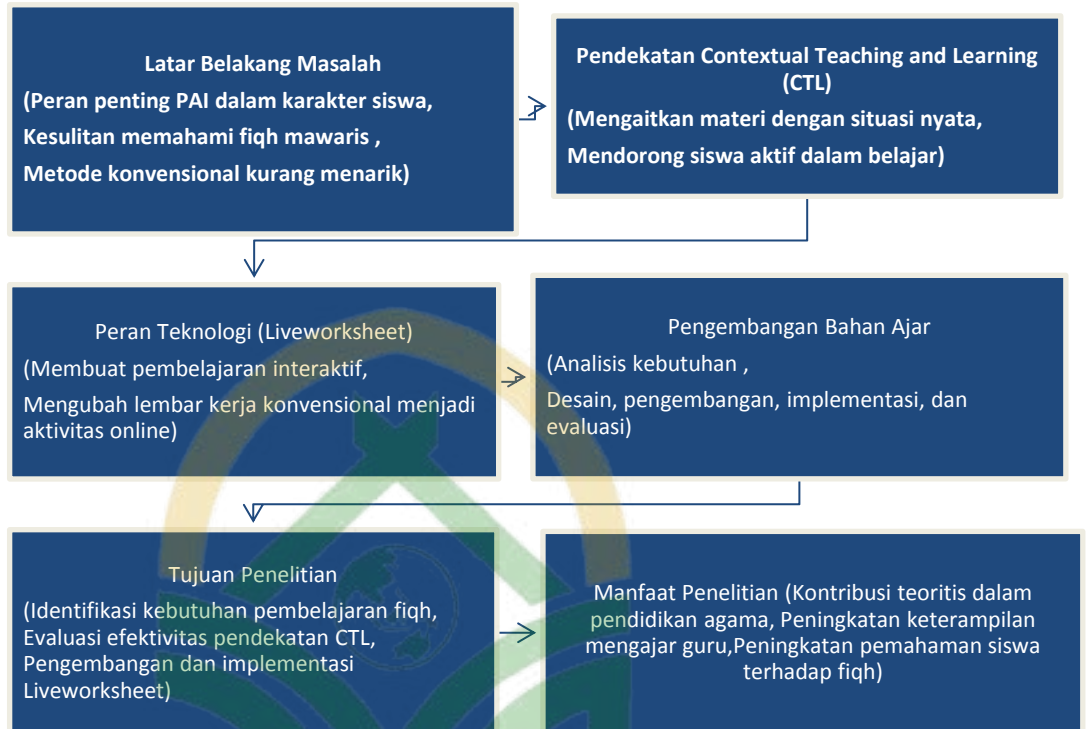 Latar Belakang Masalah
(Peran penting PAI dalam karakter siswa,
Kesulitan memahami fiqh mawaris ,
Metode konvensional kurang menarik)
Pendekatan Contextual Teaching and Learning
(CTL)
(Mengaitkan materi dengan situasi nyata,
Mendorong siswa aktif dalam belajar)
Peran Teknologi (Liveworksheet)
(Membuat pembelajaran interaktif,
Mengubah lembar kerja konvensional menjadi
aktivitas online)
Pengembangan Bahan Ajar
(Analisis kebutuhan ,
Desain, pengembangan, implementasi, dan
evaluasi)
Tujuan Penelitian
(Identifikasi kebutuhan pembelajaran fiqh,
Evaluasi efektivitas pendekatan CTL,
Pengembangan dan implementasi
Liveworksheet)
Manfaat Penelitian (Kontribusi teoritis dalam
pendidikan agama, Peningkatan keterampilan
mengajar guru,Peningkatan pemahaman siswa
terhadap fiqh)